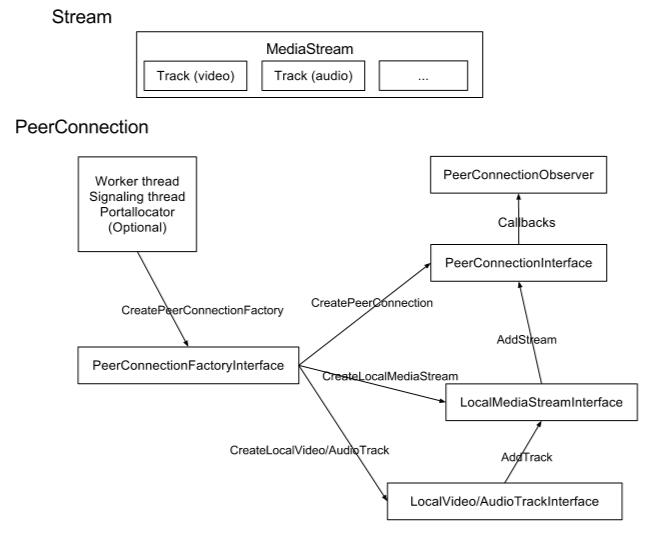 Stream
MediaStream
Track (video)
Track (audio)
...
PeerConnection
Worker thread
Signaling thread
Portallocator
(Optional)
PeerConnectionObserver
Callbacks
PeerConnectionInterface
CreatePeerConnectionFactory
CreatePeerConnection
AddStream
PeerConnectionFactoryInterface
CreateLocalMediaStream
LocalMediaStreamInterface
CreateLocalVideo/AudioTrack
AddTrack
LocalVideo/AudioTrackInterface